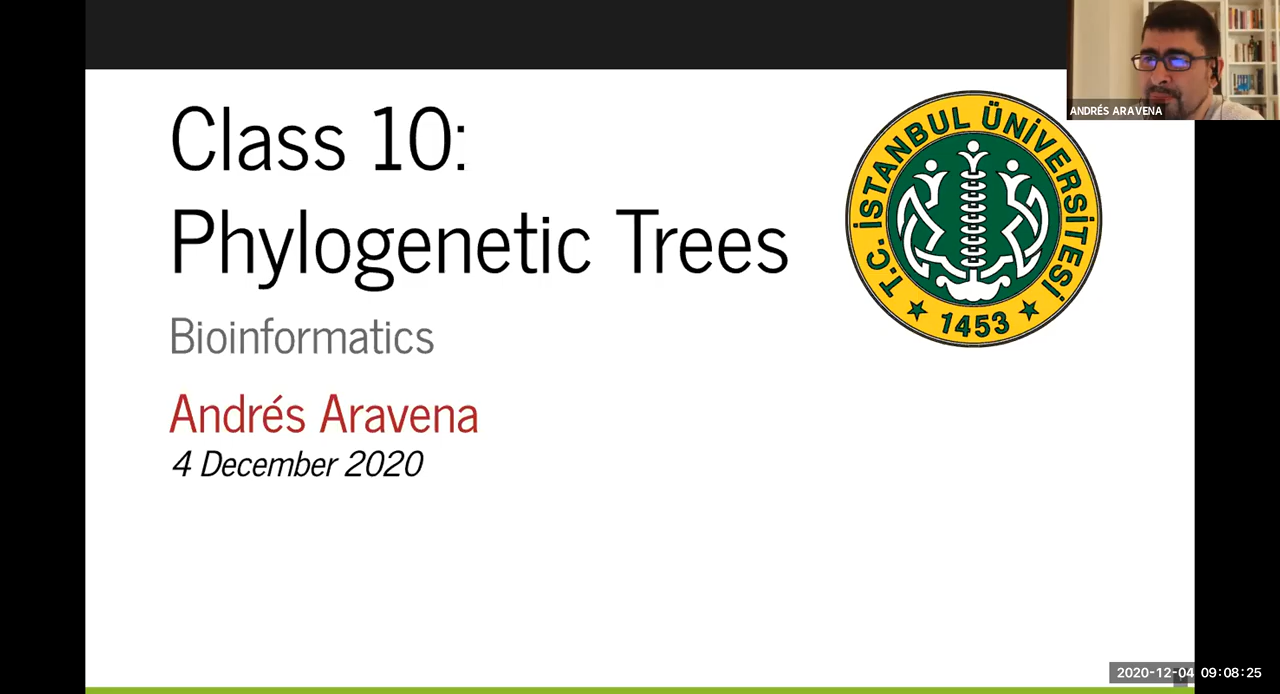 Class 10:
Phylogenetic Trees
Bioinformatics
Andrés Aravena
4 December 2020
T.C. İSTANBUL ÜNİVERSİTESİ
1453
ANDRÉS ARAVENA
2020-12-04 09:08:25